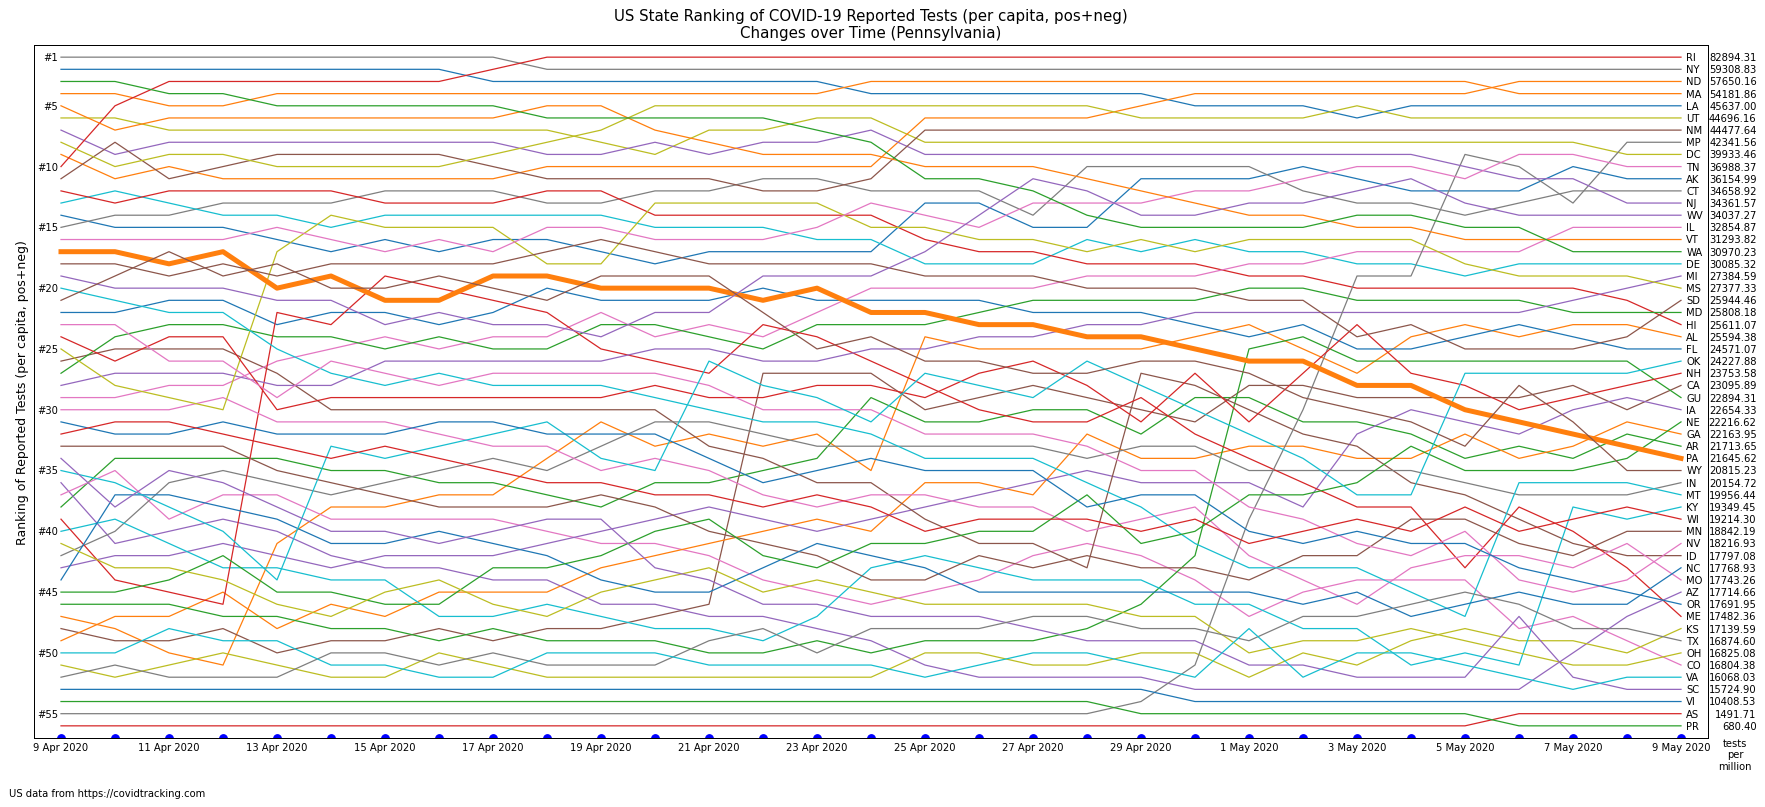 US State Ranking of COVID-19 Reported Tests (per capita, pos+neg)
Changes over Time (Pennsylvania)
Ranking of Reported Tests (per capita, pos+neg)
#1
#5
#10
#15
#20
#25
#30
#35
#40
#45
#50
#55
RI 82894.31
NY 59308.83
ND 57650.16
MA 54181.86
LA 45637.00
UT 44696.16
NM 44477.64
MP 42341.56
DC 39933.46
TN 36988.37
AK 36154.99
CT 34658.92
NJ 34361.57
WV 34037.27
IL 32854.87
VT 31293.82
WA 30970.23
DE 30085.32
MI 27384.59
MS 27377.33
SD 25944.46
MD 25808.18
HI 25611.07
AL 25594.38
FL 24571.07
OK 24227.88
NH 23753.58
CA 23095.89
GU 22894.31
IA 22654.33
NE 22216.62
GA 22163.95
AR 21713.65
PA 21645.62
WY 20815.23
IN 20154.72
MT 19956.44
KY 19349.45
WI 19214.30
MN 18842.19
NV 18216.93
ID 17797.08
NC 17768.93
MO 17743.26
AZ 17714.66
OR 17691.95
ME 17482.36
KS 17139.59
TX 16874.60
OH 16825.08
CO 16804.38
VA 16068.03
SC 15724.90
VI 10408.53
AS 1491.71
PR 680.40
9 Apr 2020 11 Apr 2020 13 Apr 2020 15 Apr 2020 17 Apr 2020 19 Apr 2020 21 Apr 2020 23 Apr 2020 25 Apr 2020 27 Apr 2020 29 Apr 2020 1 May 2020 3 May 2020 5 May 2020 7 May 2020 9 May 2020
tests
per
million
US data from https://covidtracking.com